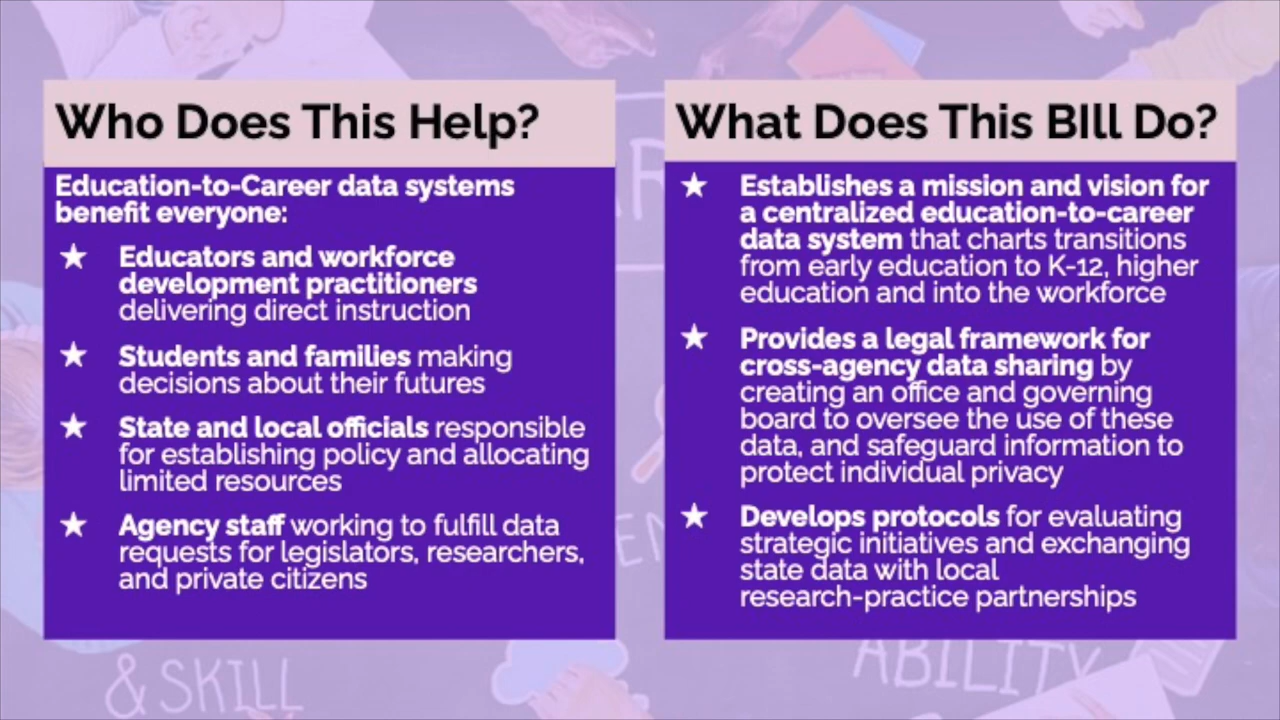 Who Does This Help?
Education-to-Career data systems
benefit everyone:
★ Educators and workforce
development practitioners
delivering direct instruction
★ Students and families making
decisions about their futures
★ State and local officials responsible
for establishing policy and allocating
limited resources
★ Agency staff working to fulfill data
requests for legislators, researchers,
and private citizens
What Does This BIll Do?
★ Establishes a mission and vision for
a centralized education-to-career
data system that charts transitions
from early education to K-12, higher
education and into the workforce
★ Provides a legal framework for
cross-agency data sharing by
creating an office and governing
board to oversee the use of these
data, and safeguard information to
protect individual privacy
★ Develops protocols for evaluating
strategic initiatives and exchanging
state data with local
research-practice partnerships
& SKILL
ABILITY